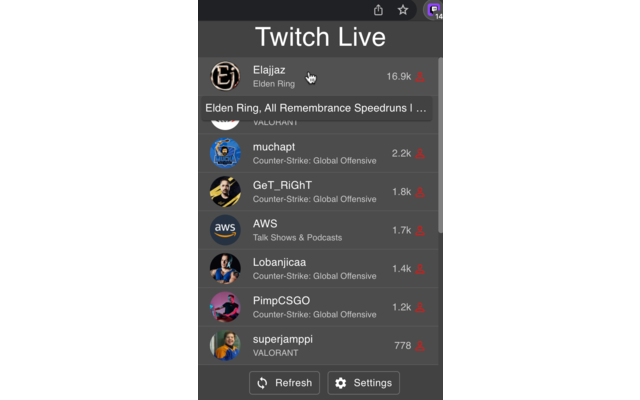 14
Twitch Live
Ej
Elajjaz
Elden Ring
16.9k
Elden Ring, All Remembrance Speedruns | ...
VALORANT
muchapt
Counter-Strike: Global Offensive
2.2k
GeT_RiGhT
Counter-Strike: Global Offensive
1.8k
aws
AWS
Talk Shows & Podcasts
1.7k
Lobanjicaa
Counter-Strike: Global Offensive
1.4k
PimpCSGO
Counter-Strike: Global Offensive
1.2k
superjamppi
VALORANT
778
Refresh
Settings